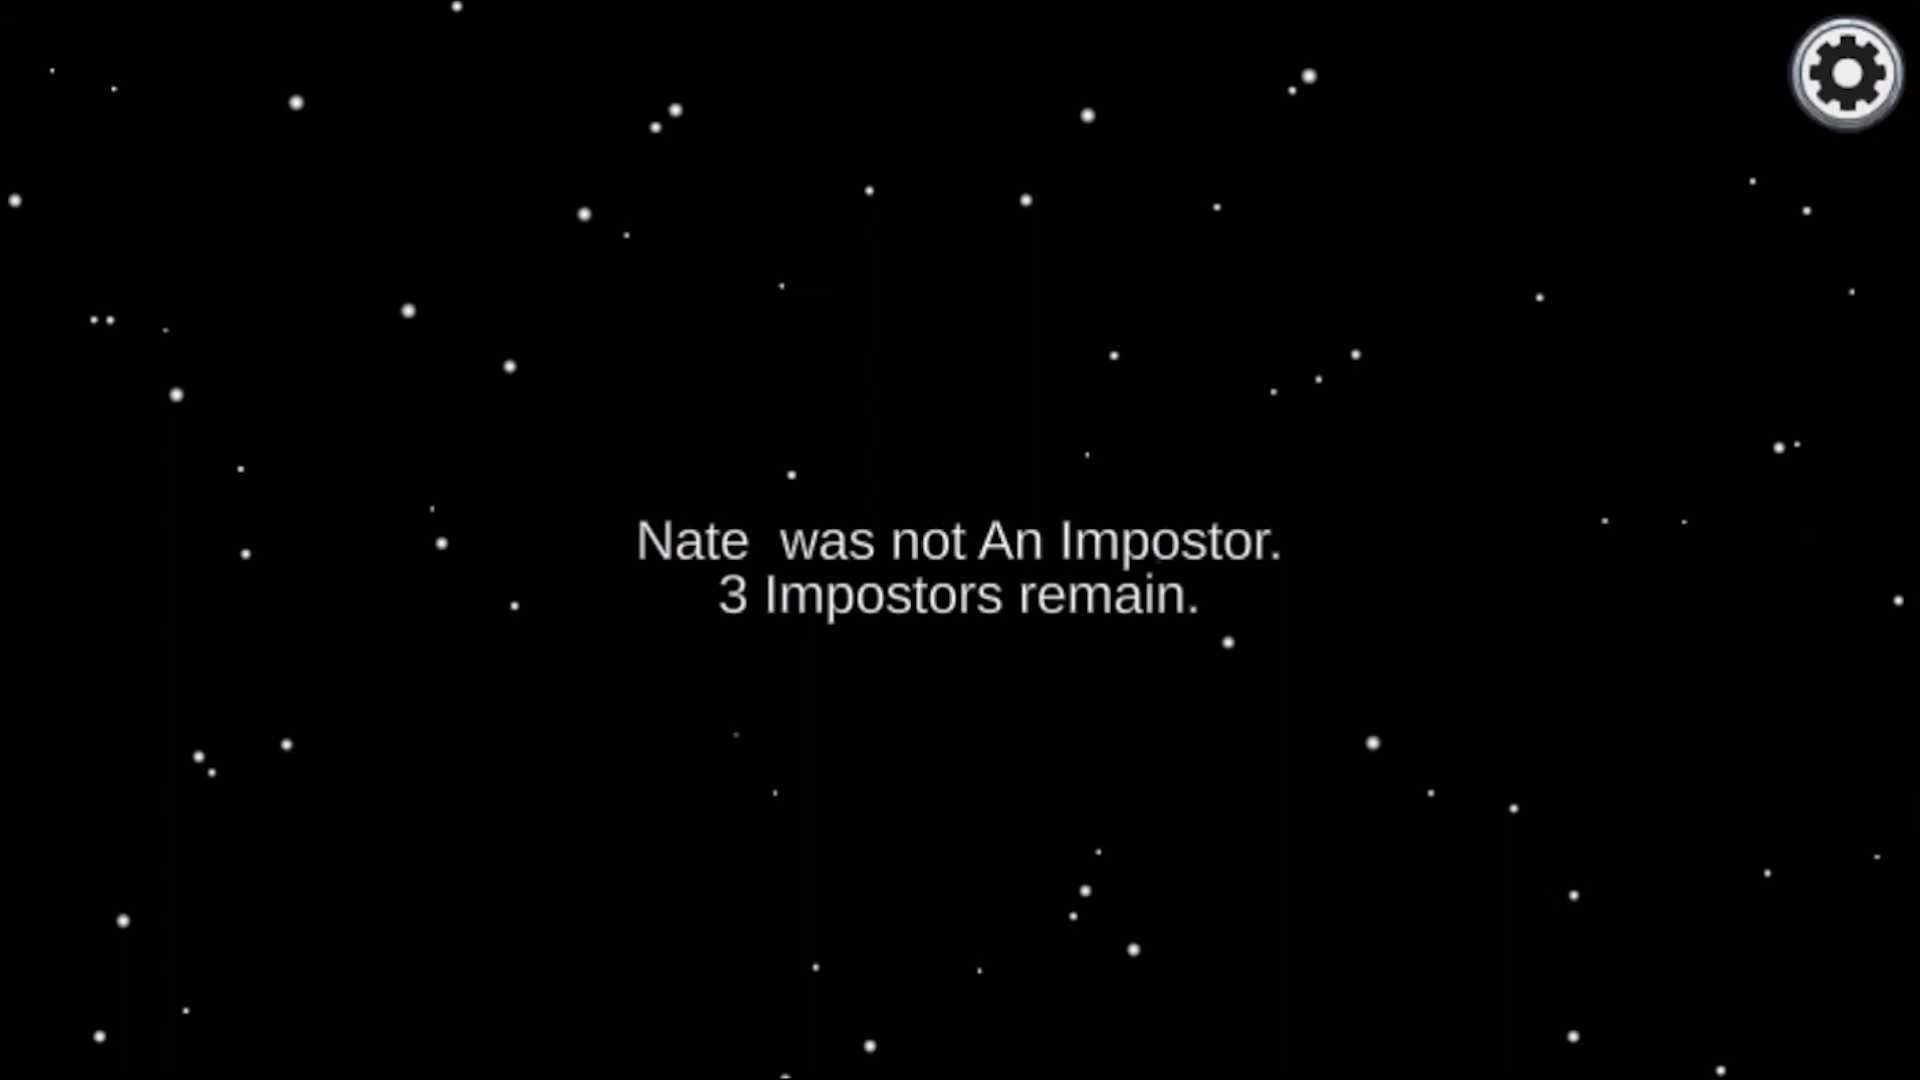 Nate  was not An Impostor.
3 Impostors remain.